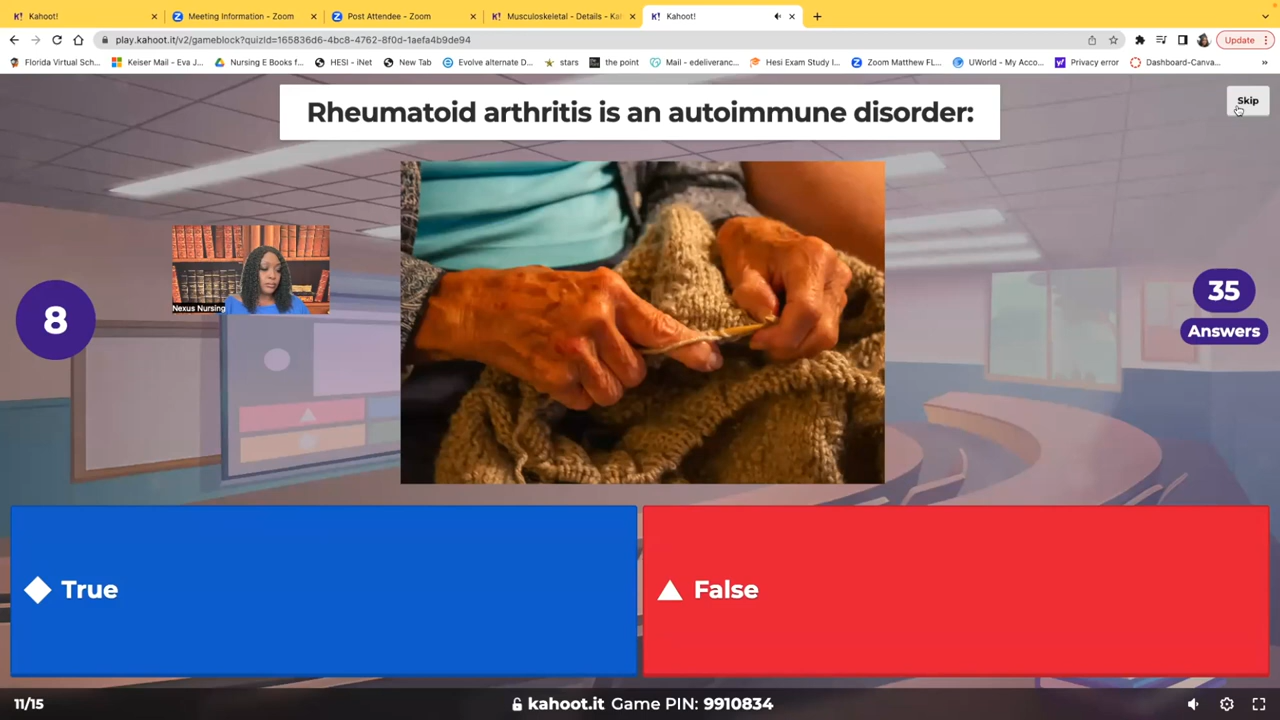 Kahoot!
Meeting Information - Zoom
Post Attendee - Zoom
Musculoskeletal - Details - Ka
Kahoot!
play.kahoot.it/v2/gameblock?quizId=165836d6-4bc8-4762-8f0d-1aefa4b9de94
Update
Florida Virtual Sch...
Keiser Mail - Eva J...
Nursing E Books f...
HESI - iNet
New Tab
Evolve alternate D...
stars
the point
Mail - edeliveranc...
Hesi Exam Study I...
Zoom Matthew FL...
UWorld - My Acco...
Privacy error
Dashboard-Canva...
Rheumatoid arthritis is an autoimmune disorder:
Skip
Nexus Nursing
8
35
Answers
True
False
11/15
kahoot.it Game PIN: 9910834